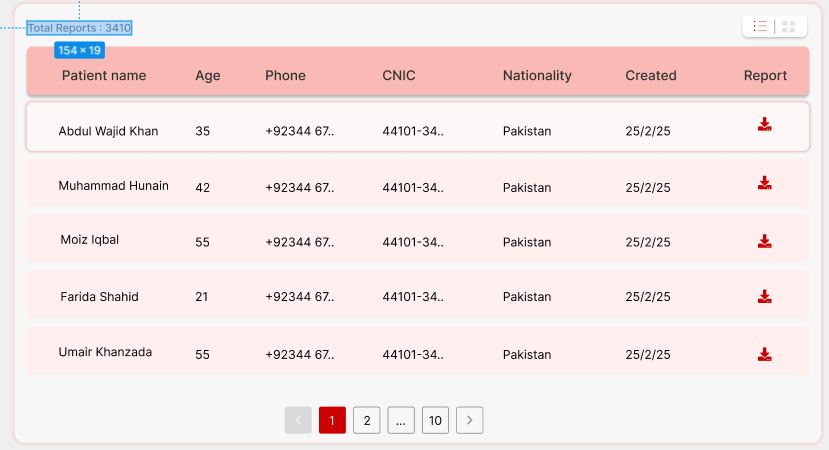 Total Reports : 3410
154 × 19
Patient name Age Phone CNIC Nationality Created Report
Abdul Wajid Khan 35 +92344 67.. 44101-34.. Pakistan 25/2/25
Muhammad Hunain 42 +92344 67.. 44101-34.. Pakistan 25/2/25
Moiz Iqbal 55 +92344 67.. 44101-34.. Pakistan 25/2/25
Farida Shahid 21 +92344 67.. 44101-34.. Pakistan 25/2/25
Umair Khanzada 55 +92344 67.. 44101-34.. Pakistan 25/2/25
< 1 2 ... 10 >